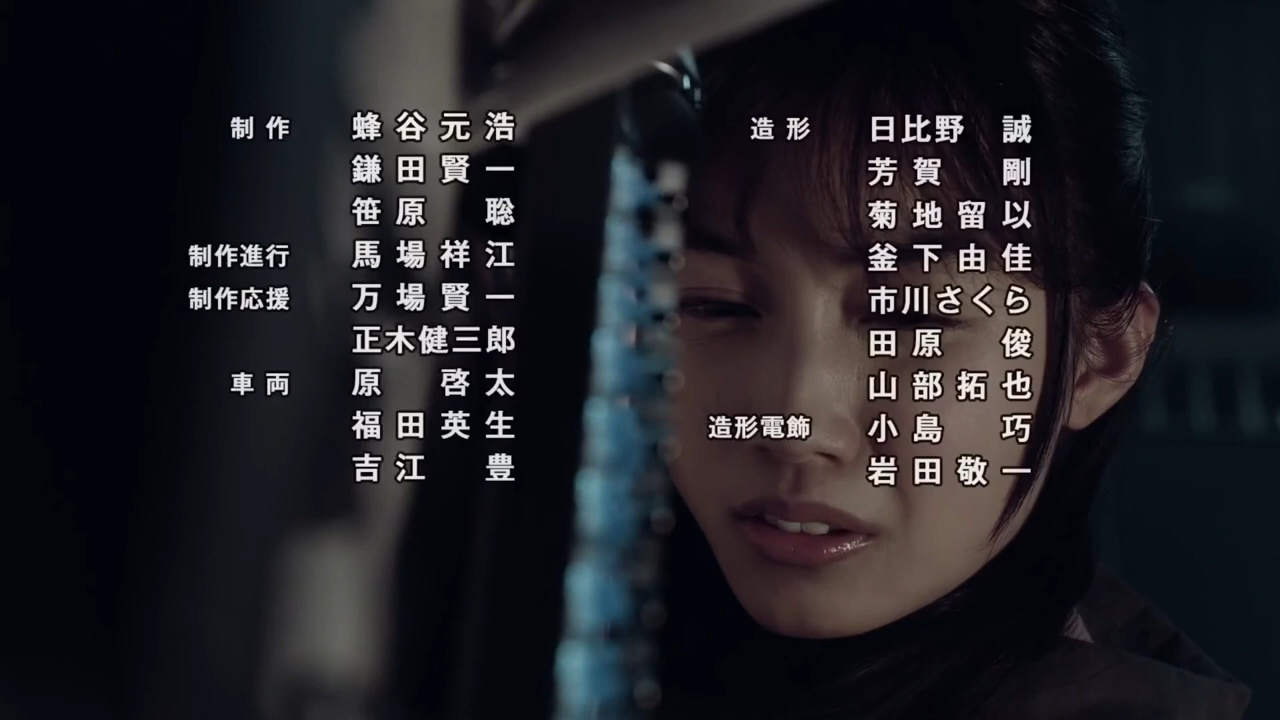 制作 蜂谷元浩
鎌田賢一
笹原 聡
制作進行 馬場祥江
制作応援 万場賢一
正木健三郎
車両 原 啓太
福田英生
吉江 豊
造形 日比野 誠
芳賀 剛
菊地留以
釜下由佳
市川さくら
田原 俊
山部拓也
造形電飾 小島 巧
岩田敬一